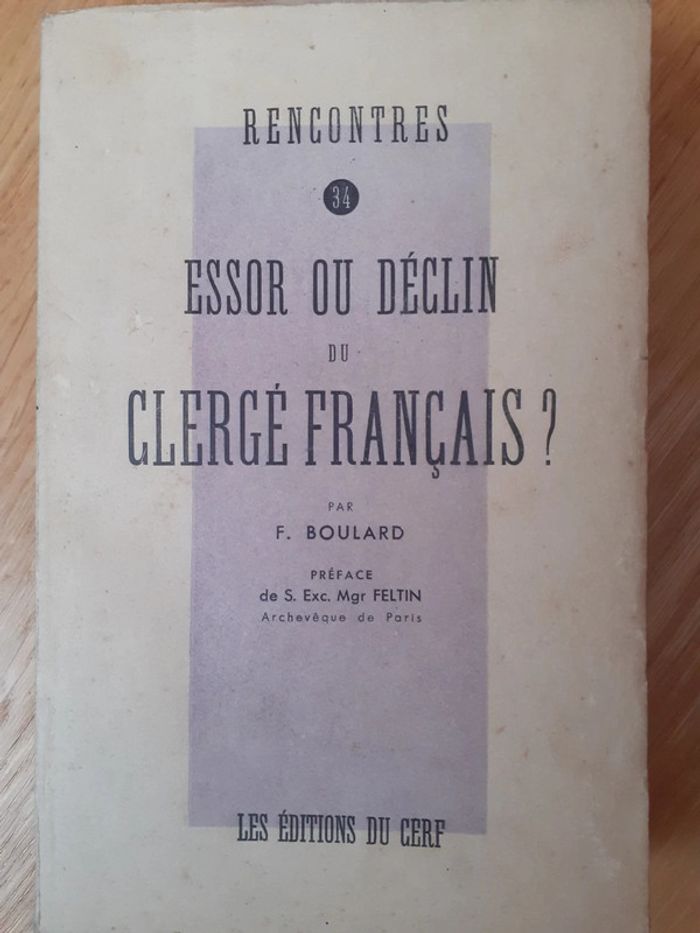 RENCONTRES
34
ESSOR OU DÉCLIN
DU
CLERGÉ FRANÇAIS ?
PAR
F. BOULARD
PRÉFACE
de S. Exc. Mgr FELTIN
Archevêque de Paris
LES ÉDITIONS DU CERF